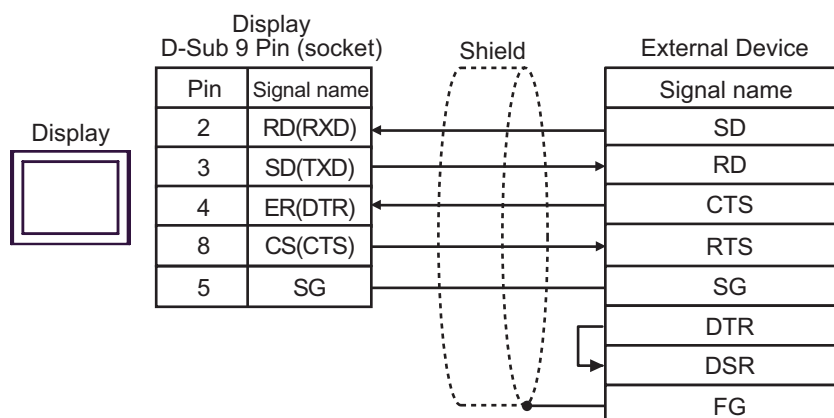 Display
D-Sub 9 Pin (socket)
Shield
External Device
Pin Signal name Signal name
Display
2 RD(RXD) SD
3 SD(TXD) RD
4 ER(DTR) CTS
8 CS(CTS) RTS
5 SG SG
DTR
DSR
FG